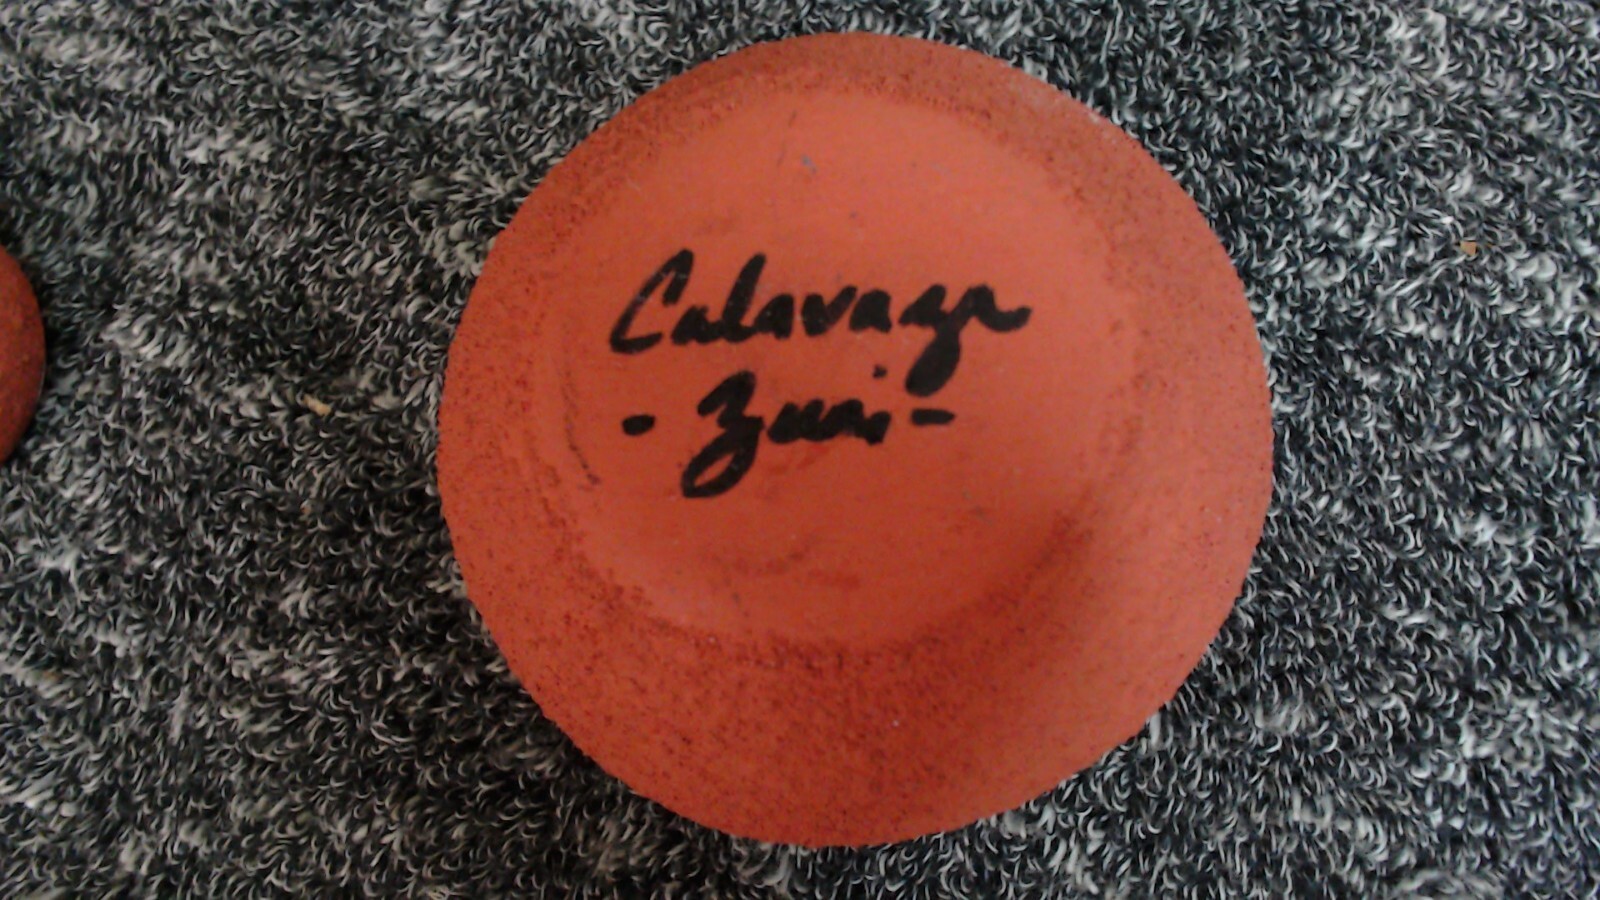 Calavaza
- Zuni -